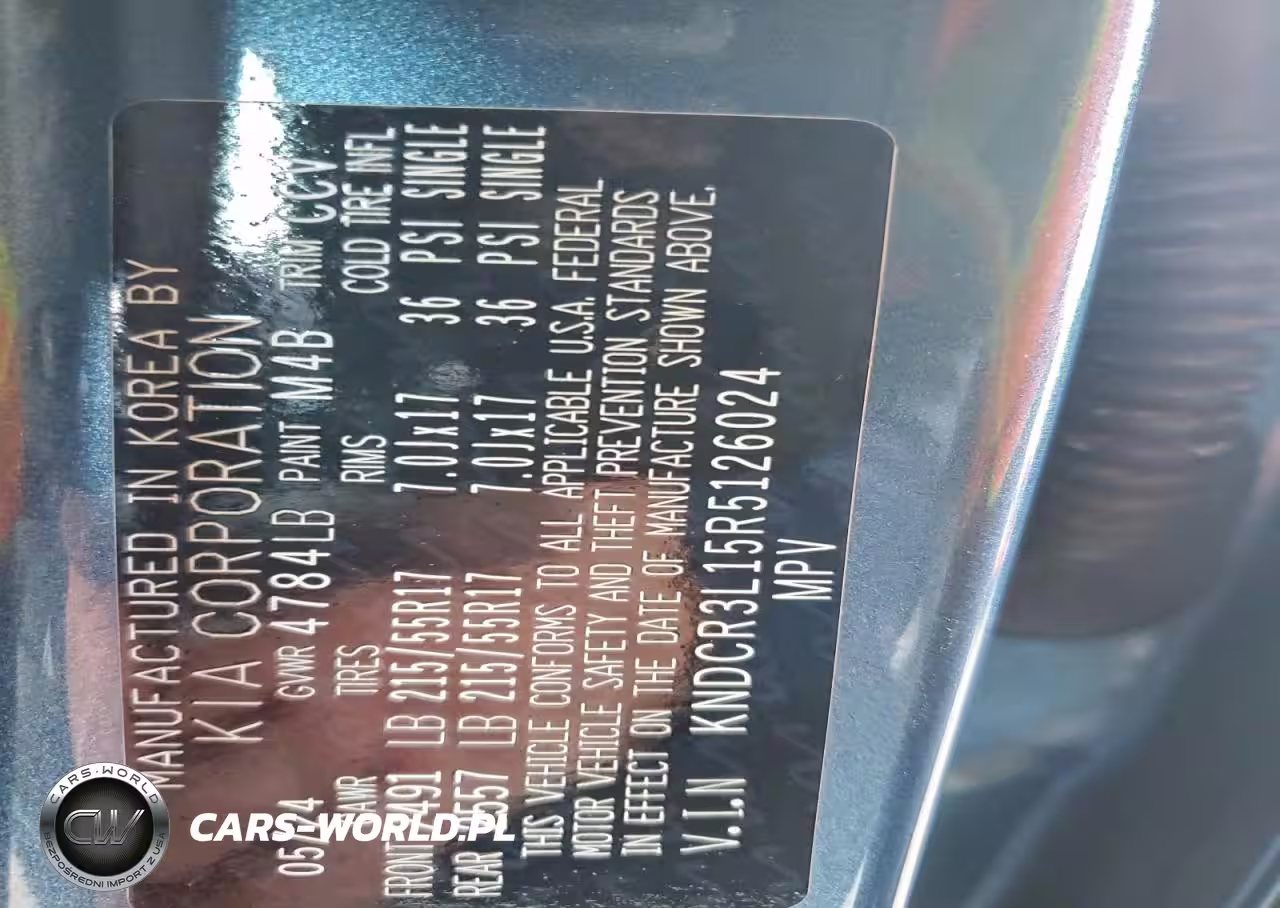 MANUFACTURED IN KOREA BY
KIA CORPORATION
05/24 GVWR 4784LB PAINT M4B TRIM CCV
GAWR TIRES RIMS COLD TIRE INFL
FRONT LB 215/55R17 7.0Jx17 36 PSI SINGLE
REAR LB 215/55R17 7.0Jx17 36 PSI SINGLE
THIS VEHICLE CONFORMS TO ALL APPLICABLE U.S.A. FEDERAL
MOTOR VEHICLE SAFETY AND THEFT PREVENTION STANDARDS
IN EFFECT ON THE DATE OF MANUFACTURE SHOWN ABOVE.
V.I.N KNDCR3L15R5126024
MPV
CARS-WORLD
CW
BEZPOŚREDNI IMPORT Z USA
CARS-WORLD.PL